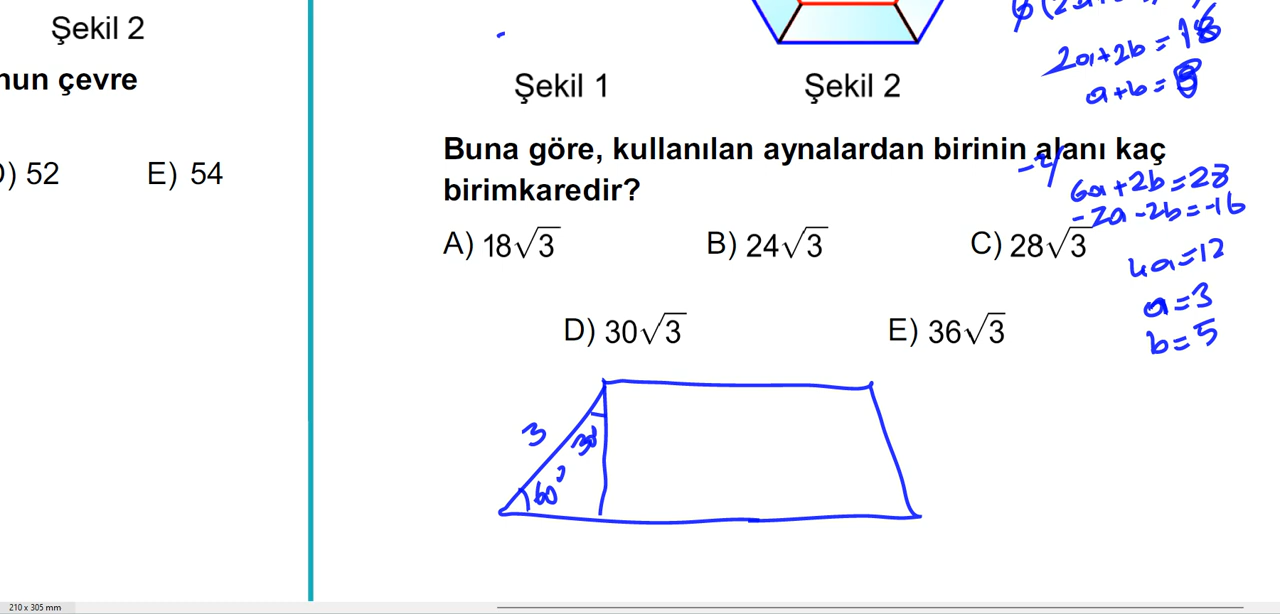 Şekil 2
nun çevre
D) 52 E) 54
Şekil 1 Şekil 2
2a+2b=16
a+b=8
Buna göre, kullanılan aynalardan birinin alanı kaç
birimkaredir?
-2/
6a+2b=28
-2a-2b=-16
A) 18√3 B) 24√3 C) 28√3
4a=12
a=3
D) 30√3 E) 36√3
b=5
3
30°
60°
210 x 305 mm